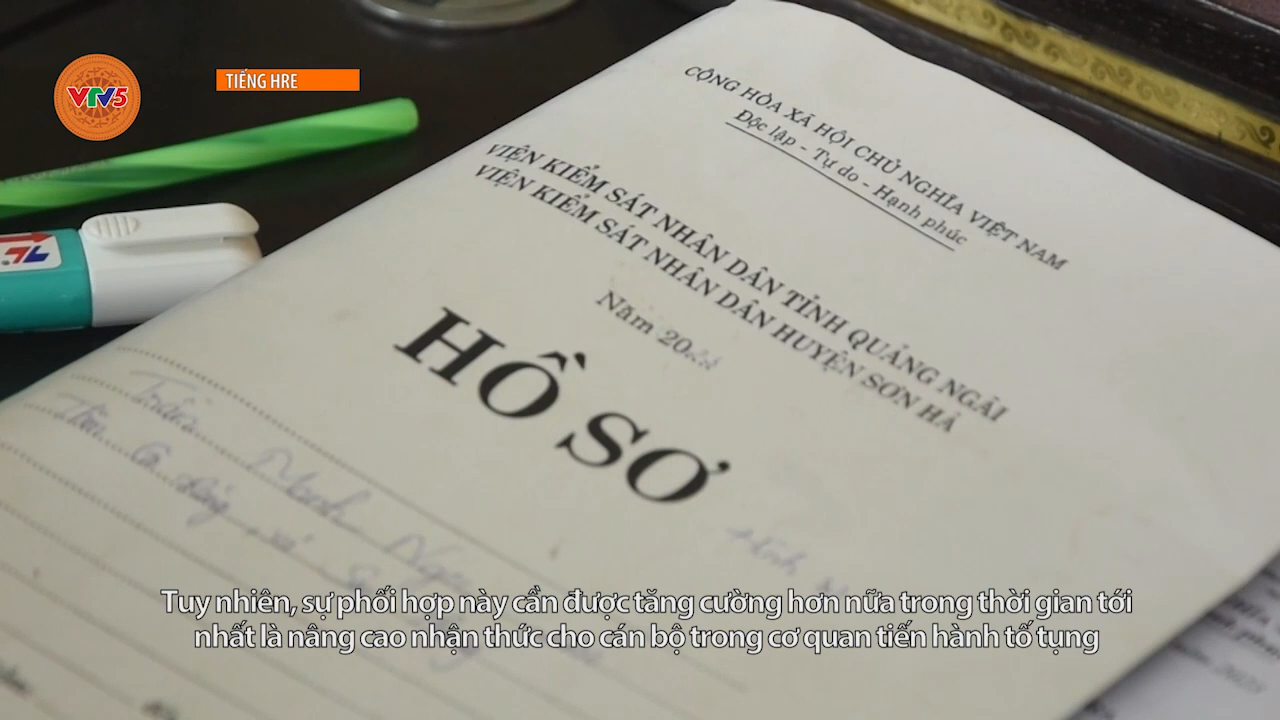 VTV5
TIẾNG HRE
CỘNG HÒA XÃ HỘI CHỦ NGHĨA VIỆT NAM
Độc lập - Tự do - Hạnh phúc
VIỆN KIỂM SÁT NHÂN DÂN TỈNH QUẢNG NGÃI
VIỆN KIỂM SÁT NHÂN DÂN HUYỆN SƠN HÀ
Năm 20
HỒ SƠ
Trần Mạnh
Tuy nhiên, sự phối hợp này cần được tăng cường hơn nữa trong thời gian tới
nhất là nâng cao nhận thức cho cán bộ trong cơ quan tiến hành tố tụng